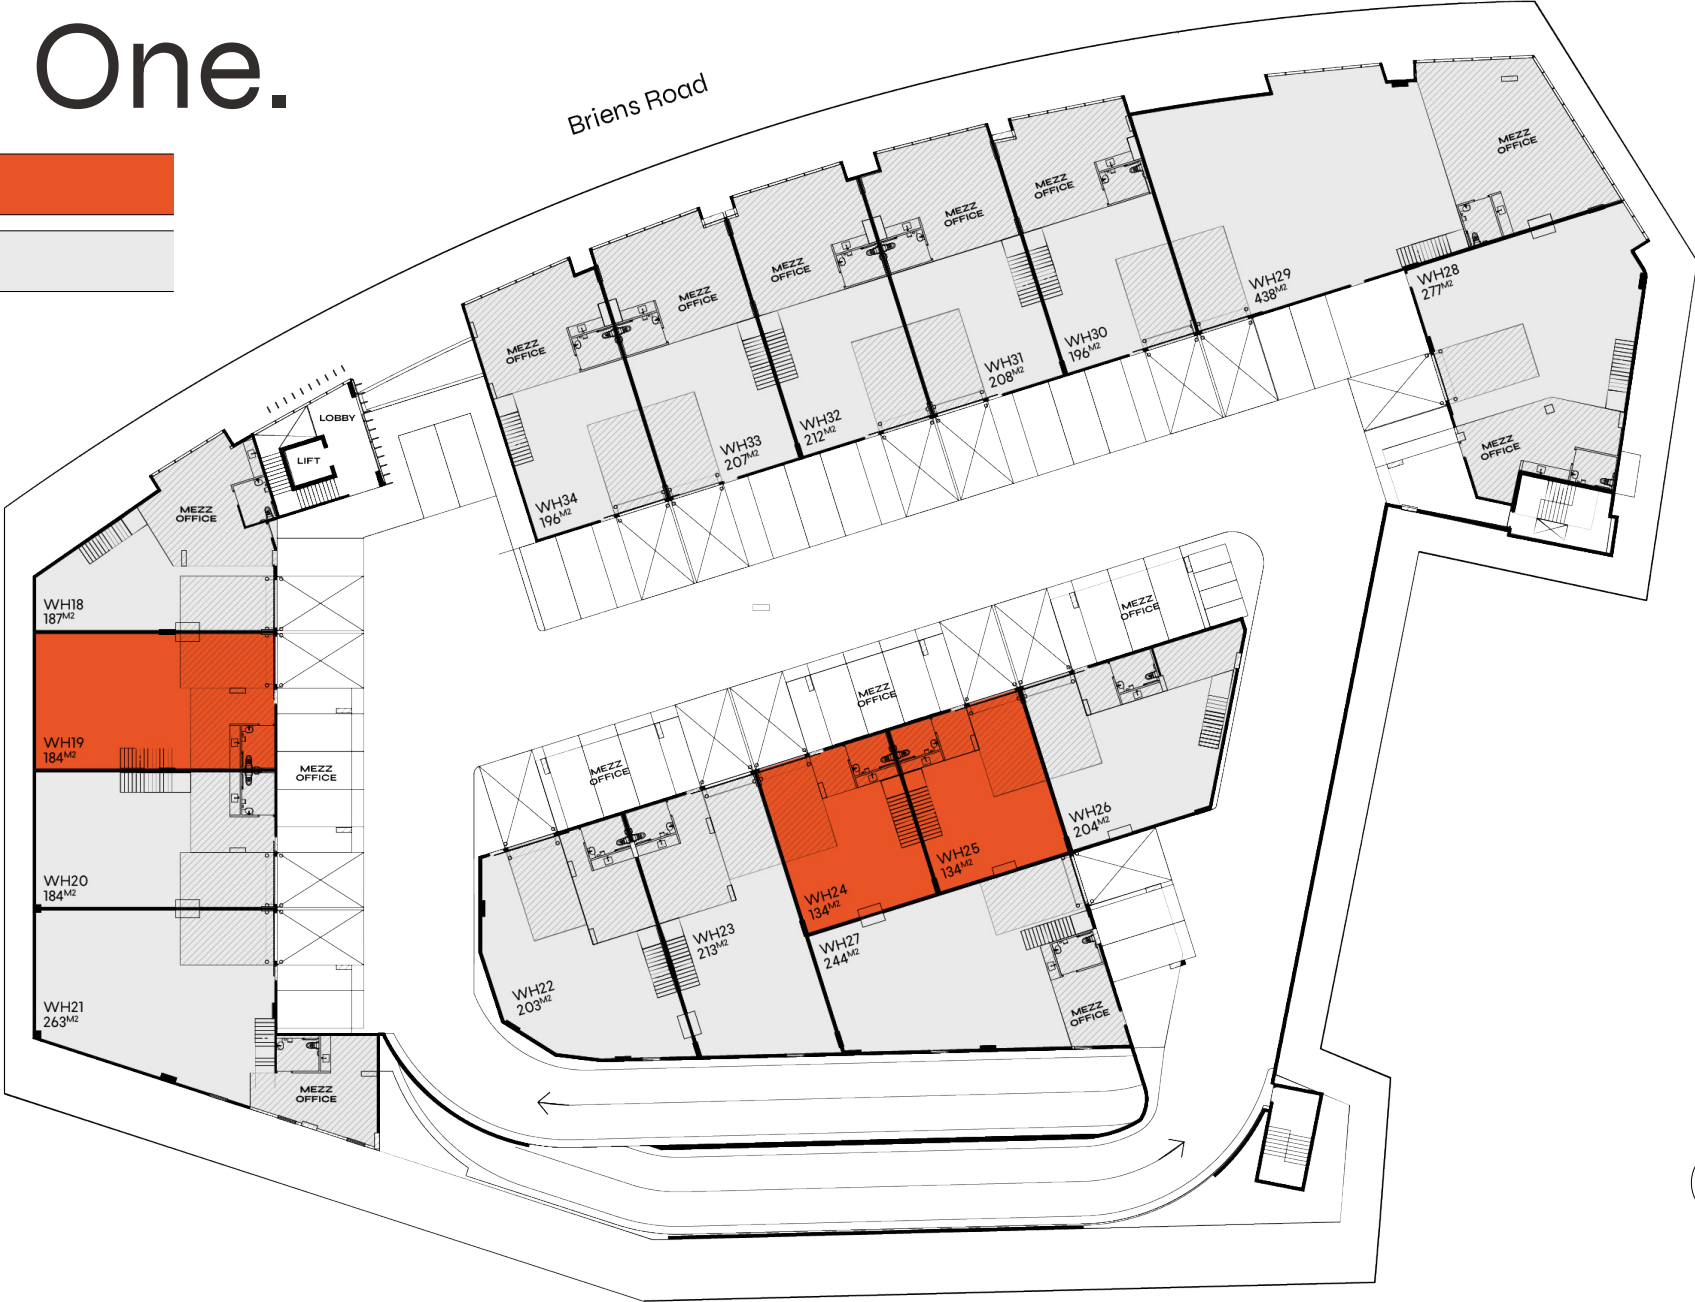 One.
Briens Road
MEZZ
OFFICE
WH29
438M2
WH28
277M2
MEZZ
OFFICE
MEZZ
OFFICE
WH30
196M2
MEZZ
OFFICE
WH31
208M2
MEZZ
OFFICE
WH32
212M2
MEZZ
OFFICE
WH33
207M2
MEZZ
OFFICE
WH34
196M2
LOBBY
LIFT
MEZZ
OFFICE
WH18
187M2
WH19
184M2
MEZZ
OFFICE
WH20
184M2
WH21
263M2
MEZZ
OFFICE
MEZZ
OFFICE
MEZZ
OFFICE
MEZZ
OFFICE
WH26
204M2
WH25
134M2
WH24
134M2
WH23
213M2
WH27
244M2
WH22
203M2
MEZZ
OFFICE